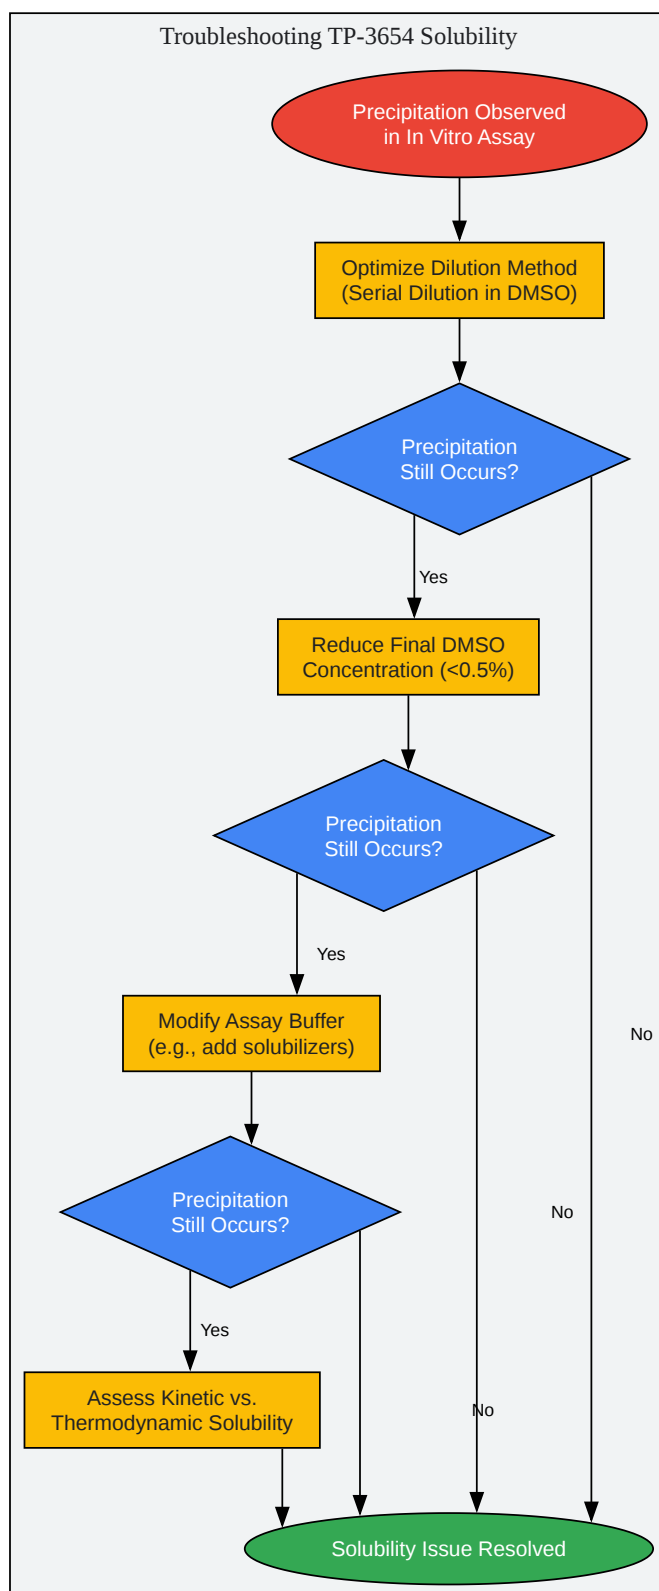 Troubleshooting TP-3654 Solubility
Precipitation Observed
in In Vitro Assay
Optimize Dilution Method
(Serial Dilution in DMSO)
Precipitation
Still Occurs?
Yes
Reduce Final DMSO
Concentration (<0.5%)
Precipitation
Still Occurs?
Yes
Modify Assay Buffer
(e.g., add solubilizers)
No
Precipitation
Still Occurs?
No
Yes
Assess Kinetic vs.
Thermodynamic Solubility
No
Solubility Issue Resolved